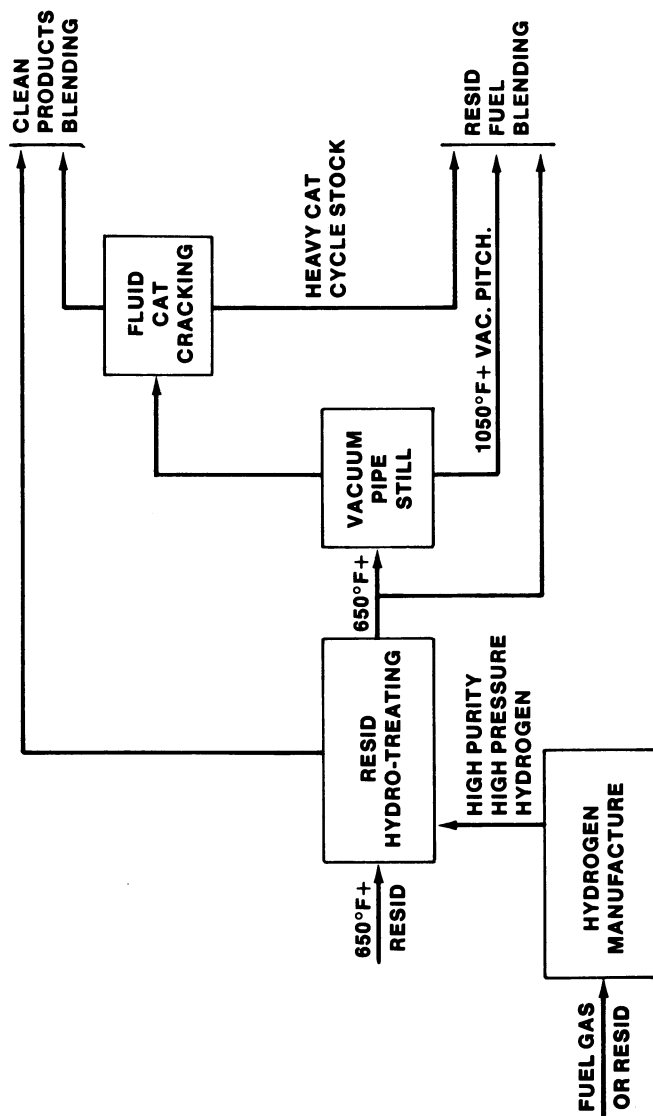 FUEL GAS
OR RESID
HYDROGEN
MANUFACTURE
HIGH PURITY
HIGH PRESSURE
HYDROGEN
650°F+
RESID
RESID
HYDRO-TREATING
650°F+
VACUUM
PIPE
STILL
1050°F+ VAC. PITCH.
FLUID
CAT
CRACKING
HEAVY CAT
CYCLE STOCK
CLEAN
PRODUCTS
BLENDING
RESID
FUEL
BLENDING